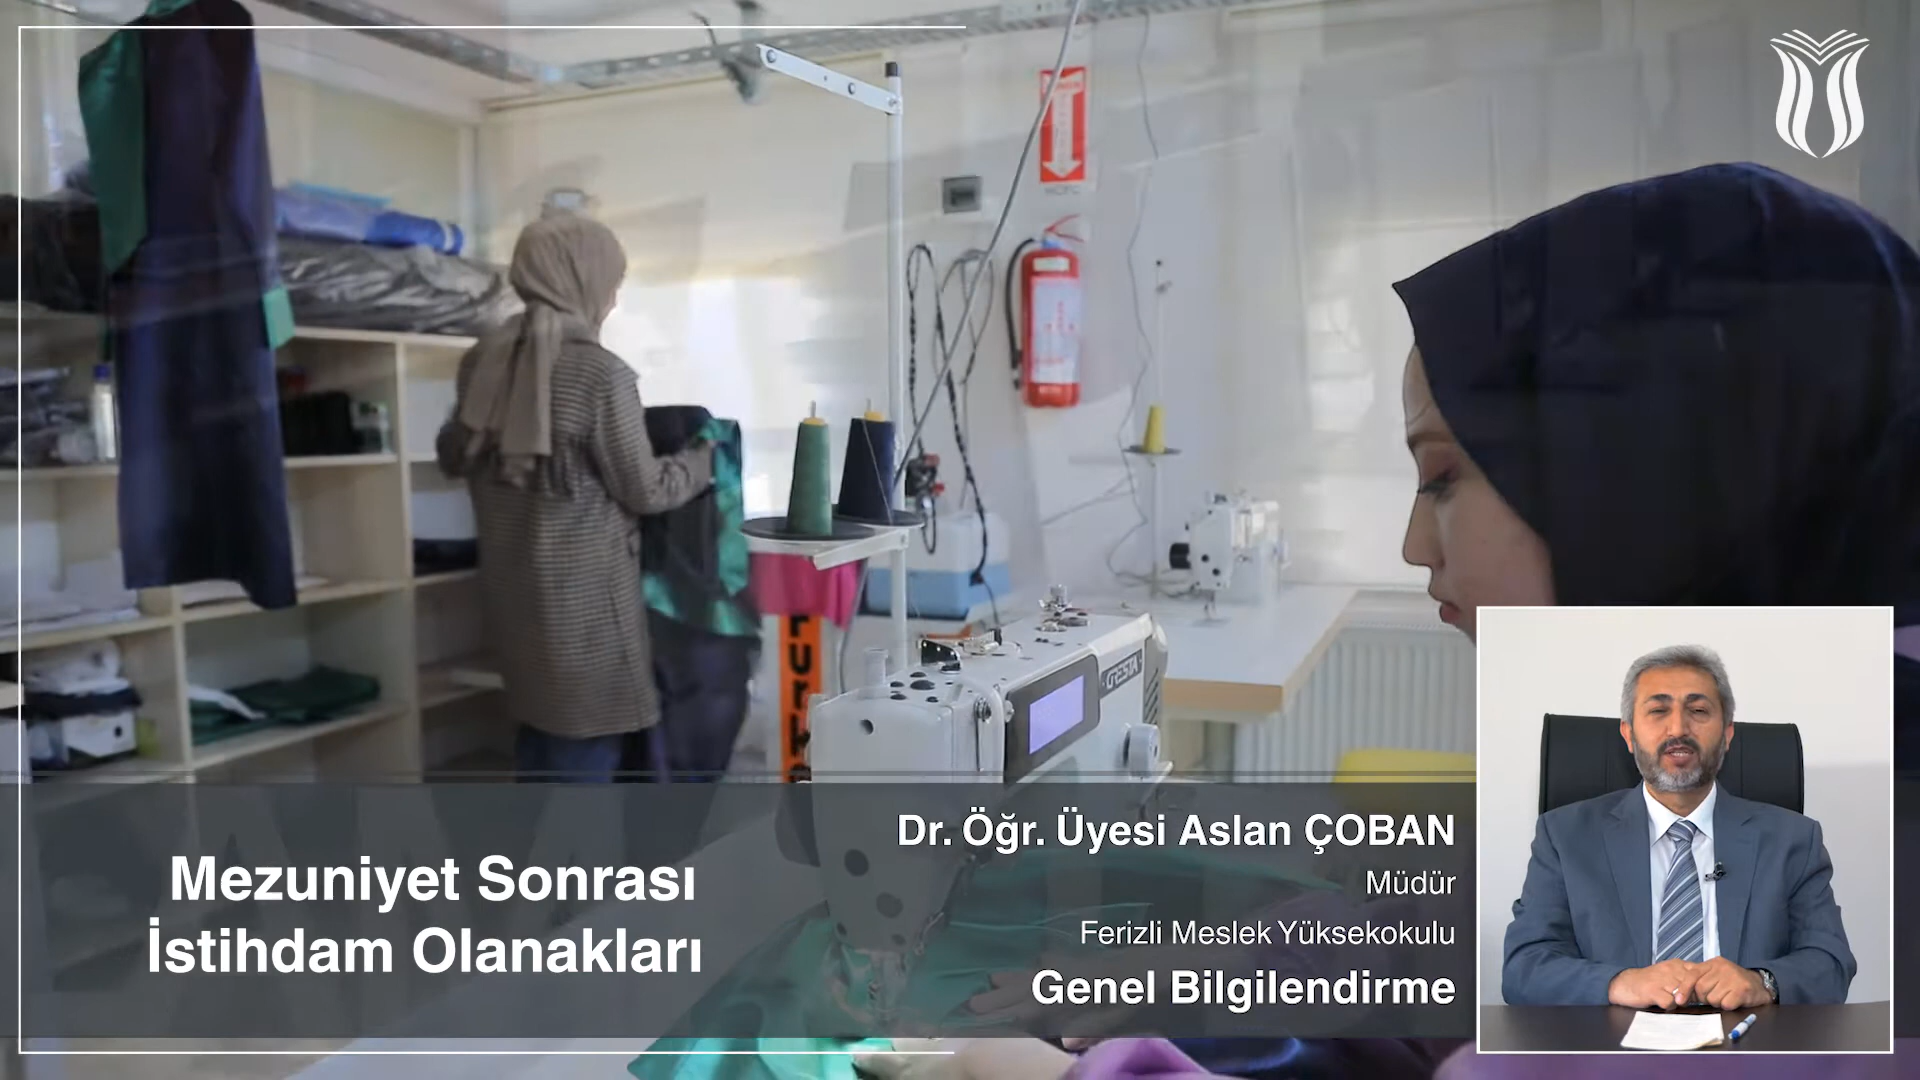 Mezuniyet Sonrası
İstihdam Olanakları
Dr. Öğr. Üyesi Aslan ÇOBAN
Müdür
Ferizli Meslek Yüksekokulu
Genel Bilgilendirme